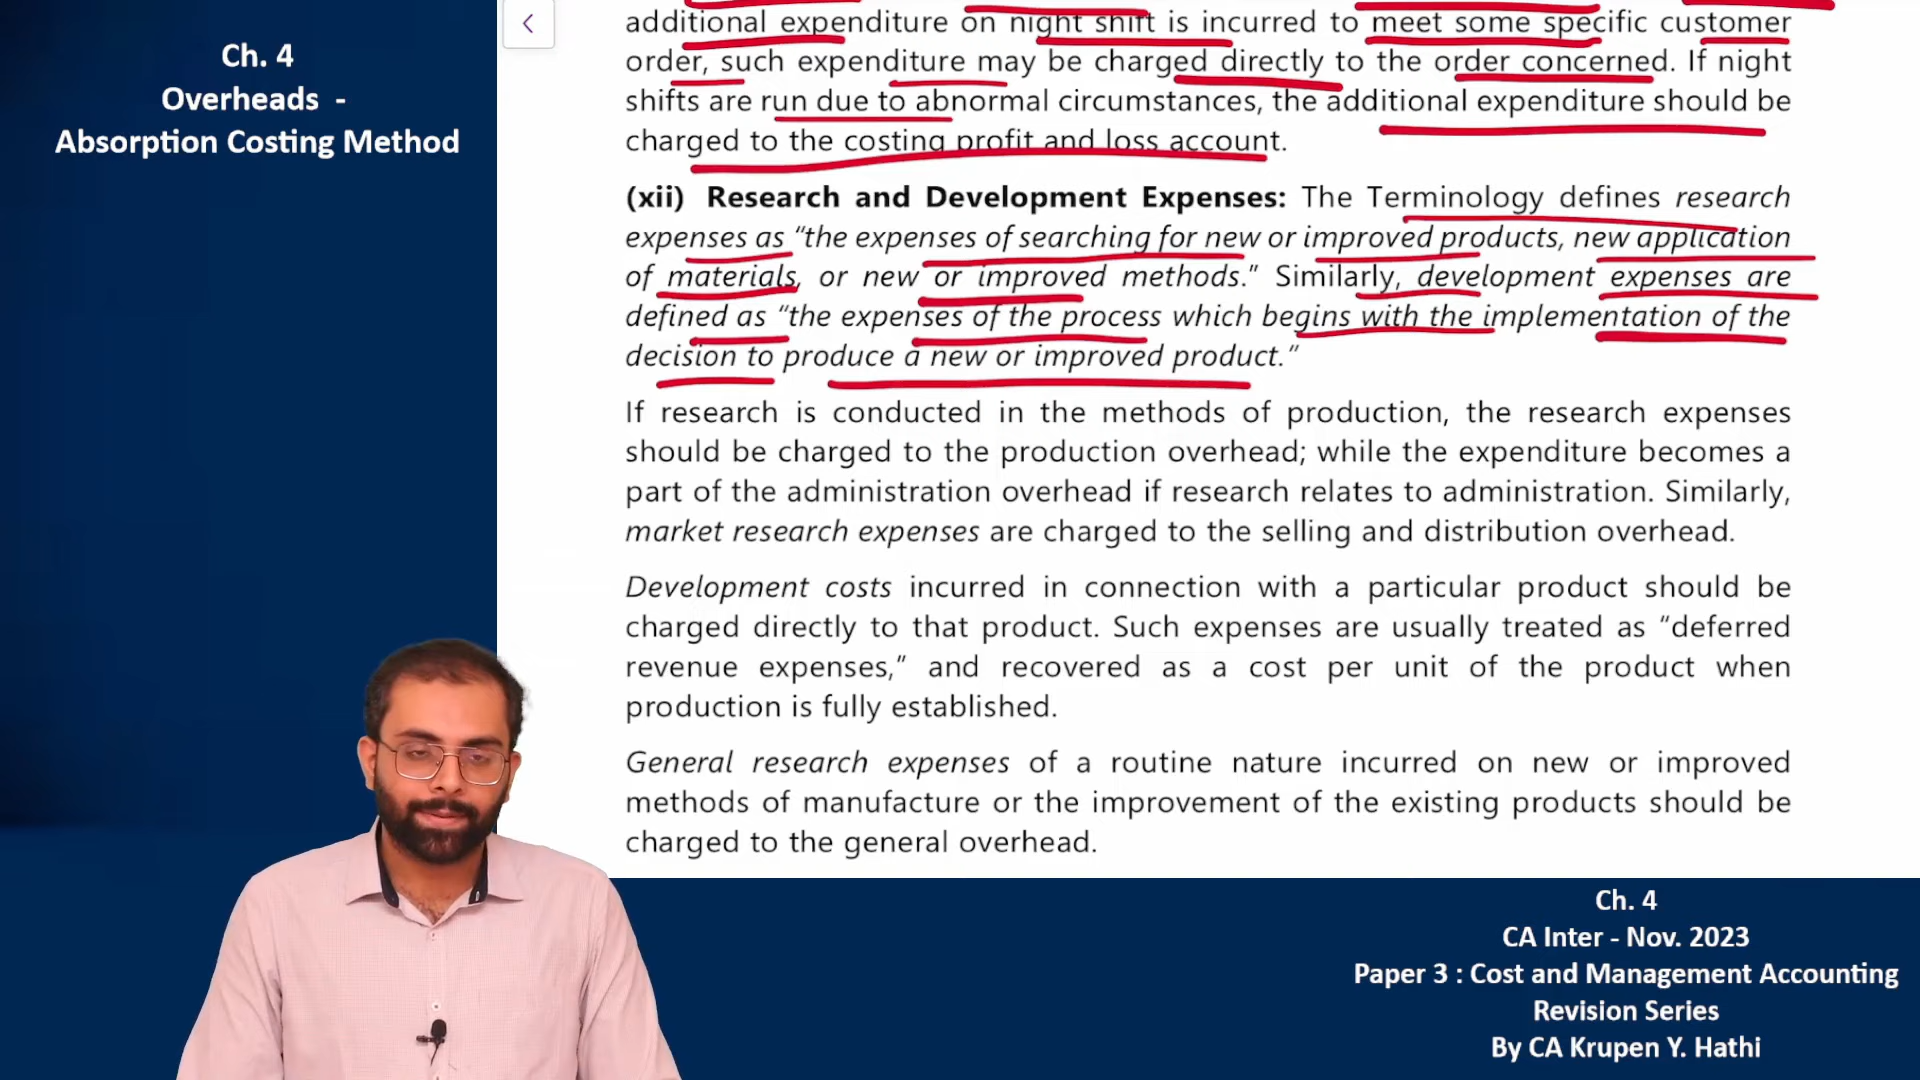 Ch. 4
Overheads -
Absorption Costing Method
additional expenditure on night shift is incurred to meet some specific customer
order, such expenditure may be charged directly to the order concerned. If night
shifts are run due to abnormal circumstances, the additional expenditure should be
charged to the costing profit and loss account.
(xii) Research and Development Expenses: The Terminology defines research
expenses as “the expenses of searching for new or improved products, new application
of materials, or new or improved methods.” Similarly, development expenses are
defined as “the expenses of the process which begins with the implementation of the
decision to produce a new or improved product.”
If research is conducted in the methods of production, the research expenses
should be charged to the production overhead; while the expenditure becomes a
part of the administration overhead if research relates to administration. Similarly,
market research expenses are charged to the selling and distribution overhead.
Development costs incurred in connection with a particular product should be
charged directly to that product. Such expenses are usually treated as “deferred
revenue expenses,” and recovered as a cost per unit of the product when
production is fully established.
General research expenses of a routine nature incurred on new or improved
methods of manufacture or the improvement of the existing products should be
charged to the general overhead.
Ch. 4
CA Inter - Nov. 2023
Paper 3 : Cost and Management Accounting
Revision Series
By CA Krupen Y. Hathi